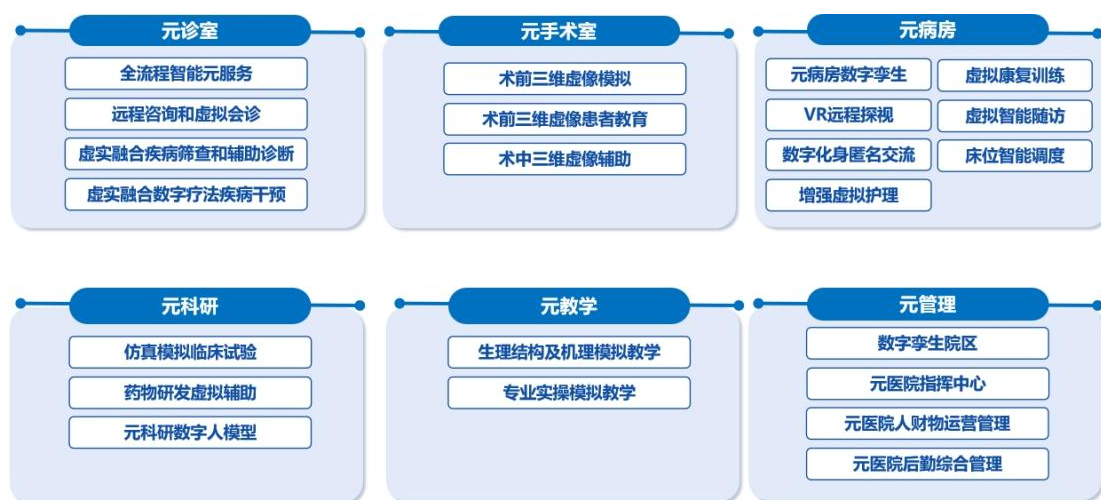 元诊室
全流程智能元服务
远程咨询和虚拟会诊
虚实融合疾病筛查和辅助诊断
虚实融合数字疗法疾病干预
元手术室
术前三维虚像模拟
术前三维虚像患者教育
术中三维虚像辅助
元病房
元病房数字孪生
虚拟康复训练
VR远程探视
虚拟智能随访
数字化身匿名交流
床位智能调度
增强虚拟护理
元科研
仿真模拟临床试验
药物研发虚拟辅助
元科研数字人模型
元教学
生理结构及机理模拟教学
专业实操模拟教学
元管理
数字孪生院区
元医院指挥中心
元医院人财物运营管理
元医院后勤综合管理